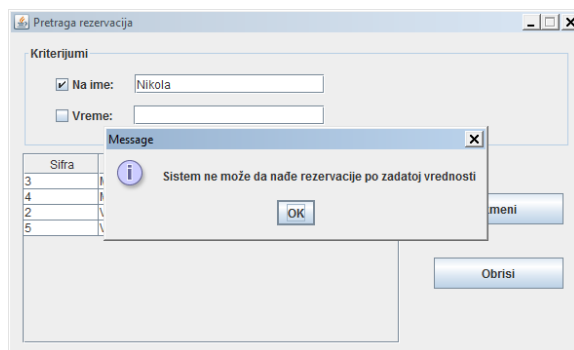 Pretraga rezervacija
Kriterijumi
Na ime: Nikola
Vreme:
Message
Sistem ne može da nađe rezervacije po zadatoj vrednosti
OK
Sifra
3
4
2
5
Obrisi